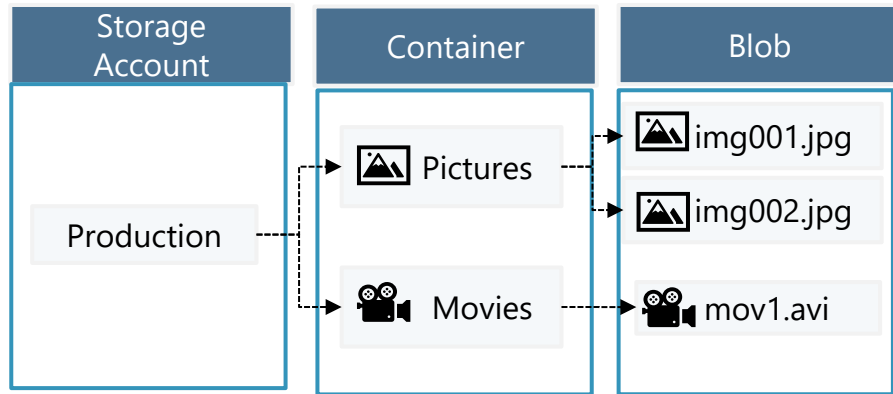 Storage
Account
Container
Blob
Production
Pictures
Movies
img001.jpg
img002.jpg
mov1.avi